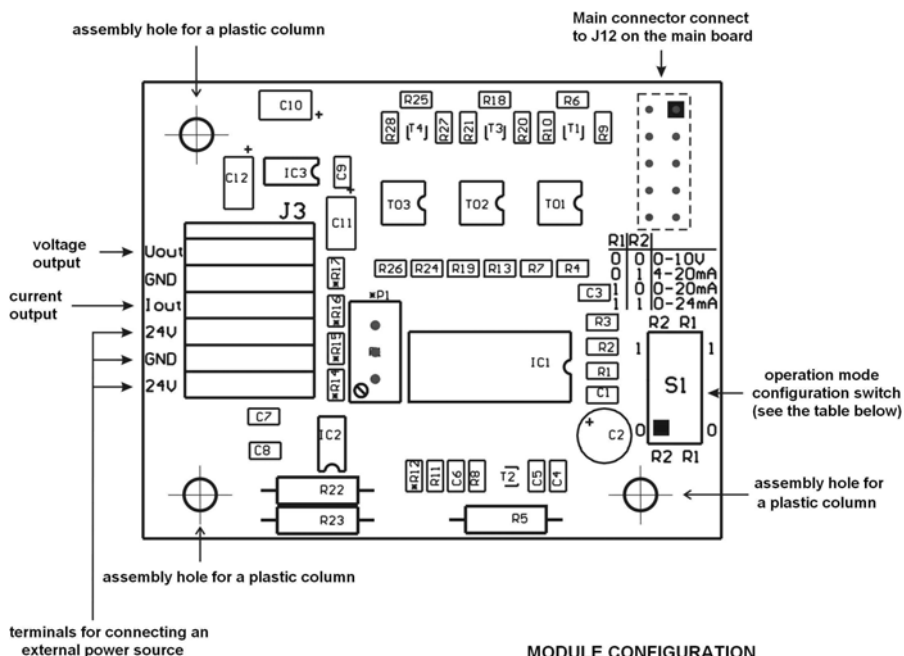 assembly hole for a plastic column
Main connector connect
to J12 on the main board
C10
R25
R18
R6
R28
T4
R27
R21
T3
R20
R10
T1
R9
C12
IC3
C9
J3
C11
TO3
TO2
TO1
voltage
output
Uout
GND
current
output
Iout
24V
GND
24V
*R17
*R16
*R15
*R14
R26
R24
R19
R13
R7
R4
*P1
C3
R3
R2
R1
C1
IC1
C2
R1 R2
0 0 0-10V
0 1 4-20mA
1 0 0-20mA
1 1 0-24mA
R2 R1
1 1
S1
0 0
R2 R1
operation mode
configuration switch
(see the table below)
C7
C8
IC2
*R12
R11
C6
R8
T2
C5
C4
R22
R23
R5
assembly hole for
a plastic column
assembly hole for a plastic column
terminals for connecting an
external power source
MODULE CONFIGURATION